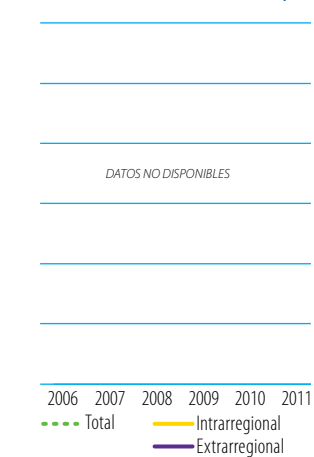 DATOS NO DISPONIBLES
2006 2007 2008 2009 2010 2011
Total Intrarregional
Extrarregional